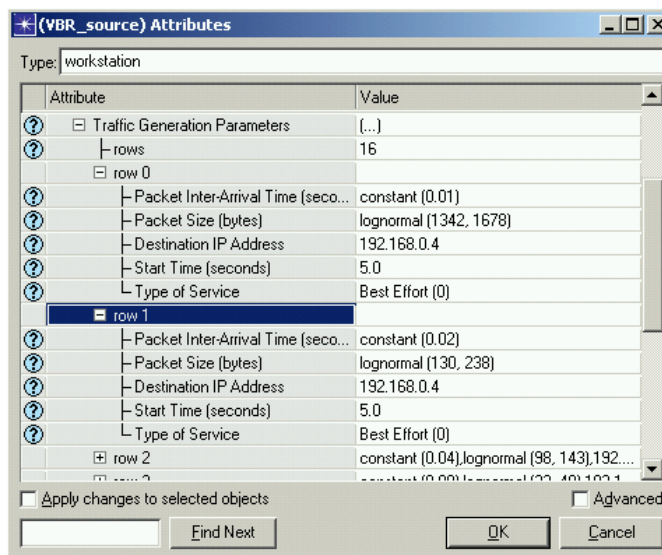 (VBR_source) Attributes
Type: workstation
Attribute Value
Traffic Generation Parameters (...)
rows 16
row 0
Packet Inter-Arrival Time (seco... constant (0.01)
Packet Size (bytes) lognormal (1342, 1678)
Destination IP Address 192.168.0.4
Start Time (seconds) 5.0
Type of Service Best Effort (0)
row 1
Packet Inter-Arrival Time (seco... constant (0.02)
Packet Size (bytes) lognormal (130, 238)
Destination IP Address 192.168.0.4
Start Time (seconds) 5.0
Type of Service Best Effort (0)
row 2 constant (0.04),lognormal (98, 143),192....
Apply changes to selected objects Advanced
Find Next OK Cancel